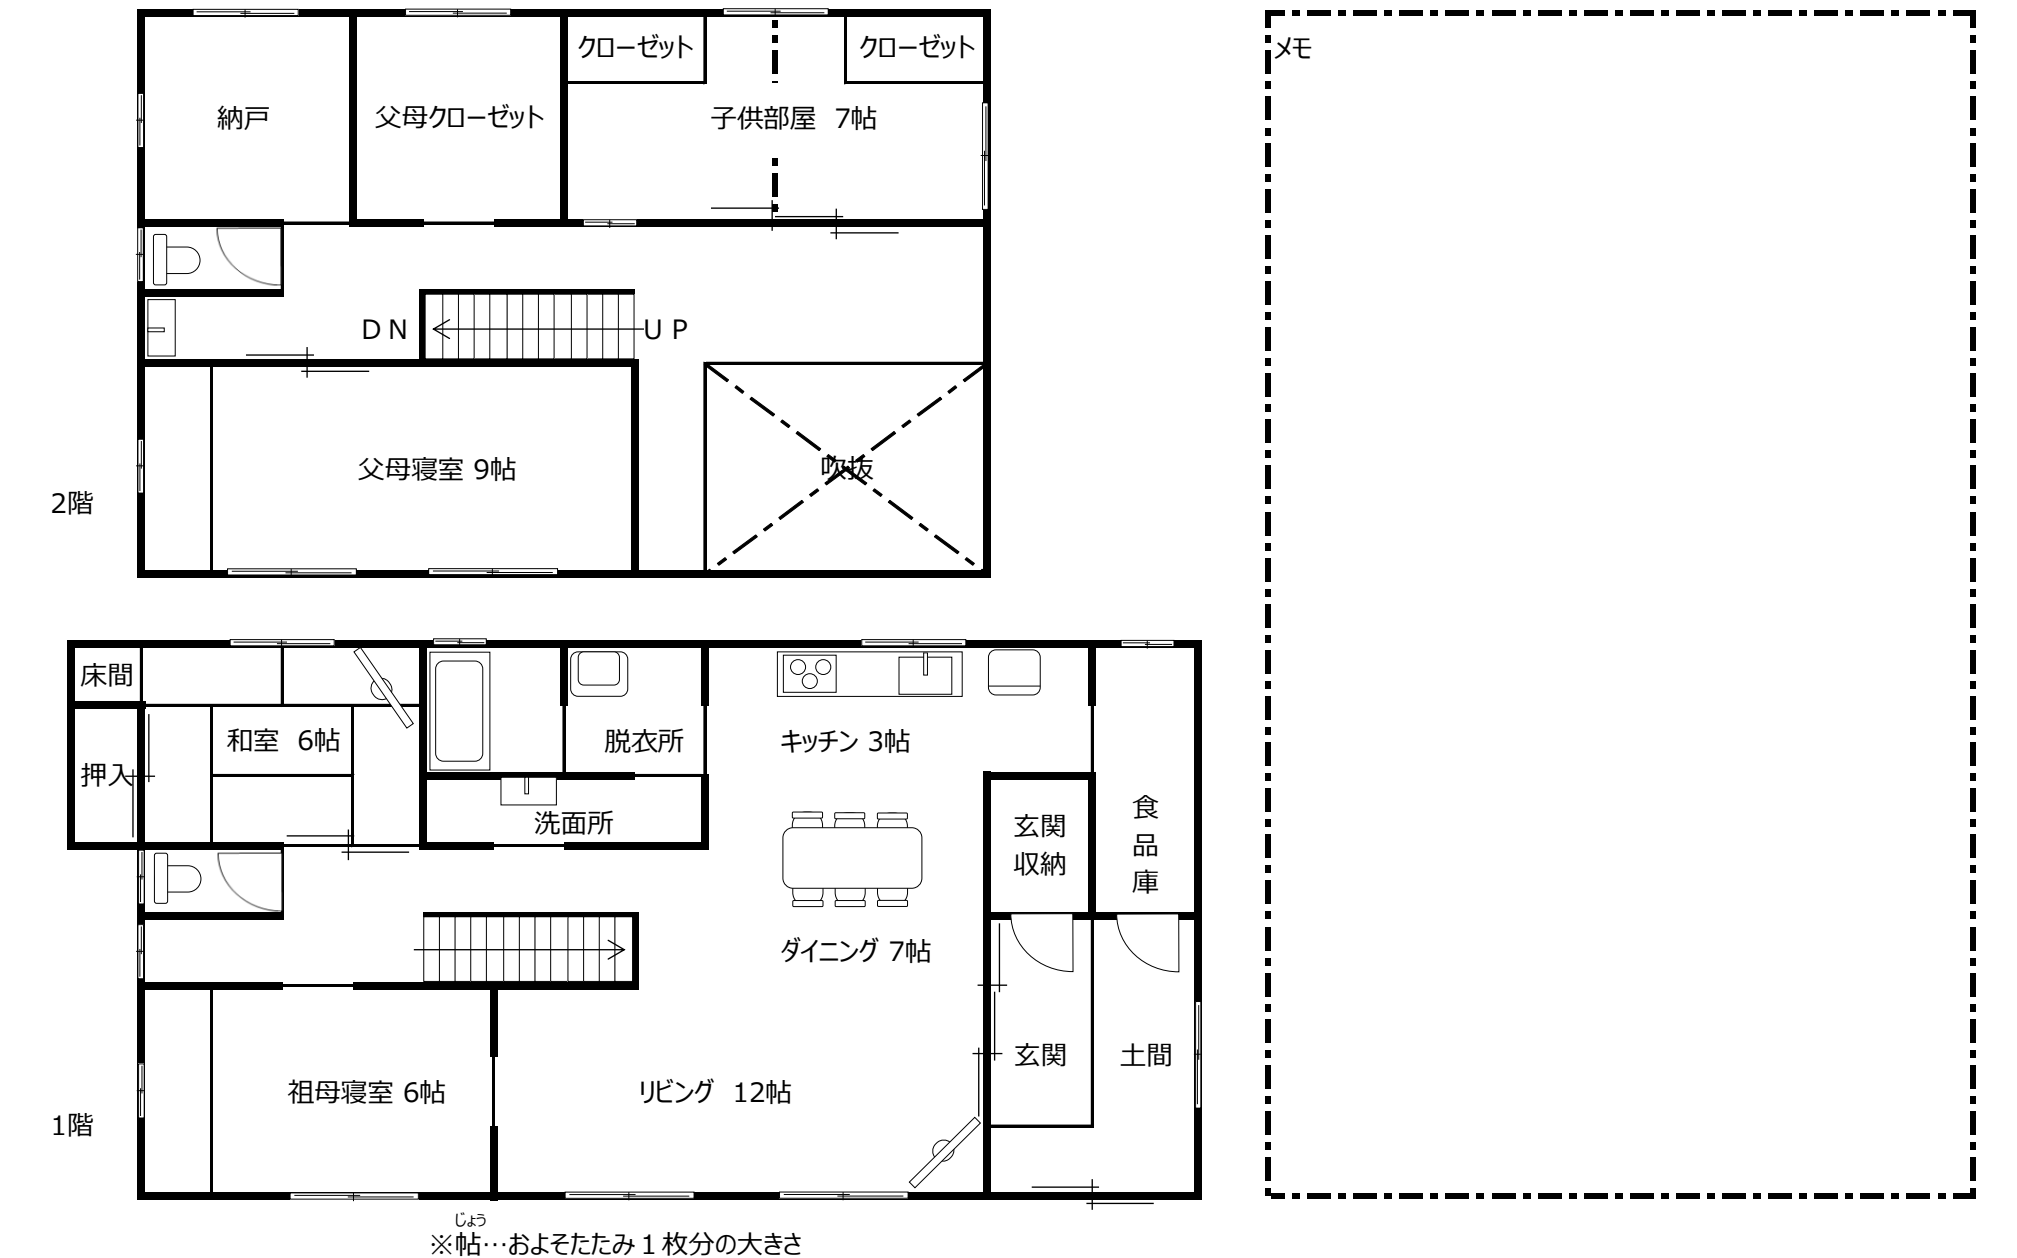 クローゼット
クローゼット
メモ
納戸
父母クローゼット
子供部屋 7帖
DN
UP
父母寝室 9帖
吹抜
2階
床間
和室 6帖
脱衣所
キッチン 3帖
押入
洗面所
玄関
収納
食
品
庫
ダイニング 7帖
玄関
土間
祖母寝室 6帖
リビング 12帖
1階
じょう
※帖…およそたたみ1枚分の大きさ